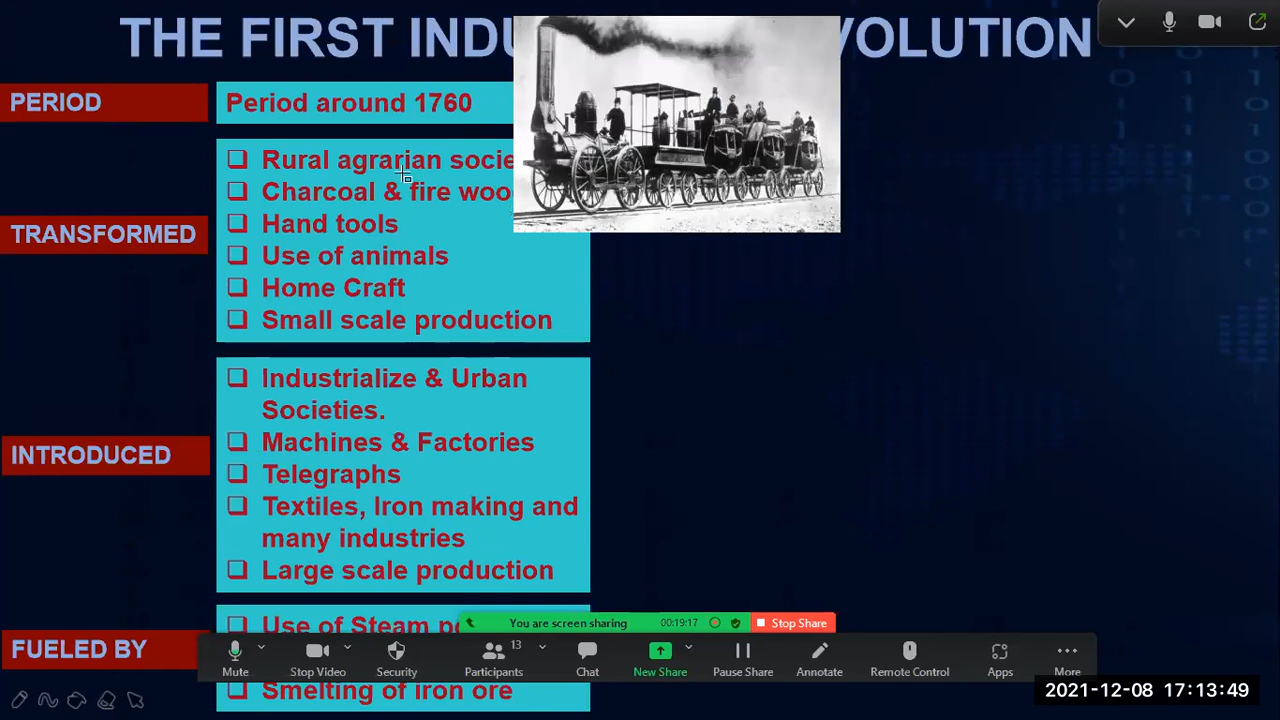 THE FIRST INDU VOLUTION
PERIOD
Period around 1760
TRANSFORMED
Rural agrarian socie
Charcoal & fire woo
Hand tools
Use of animals
Home Craft
Small scale production
INTRODUCED
Industrialize & Urban
Societies.
Machines & Factories
Telegraphs
Textiles, Iron making and
many industries
Large scale production
FUELED BY
Use of Steam po
Smelting of iron ore
You are screen sharing 00:19:17 Stop Share
Mute Stop Video Security Participants 13 Chat New Share Pause Share Annotate Remote Control Apps More
2021-12-08 17:13:49